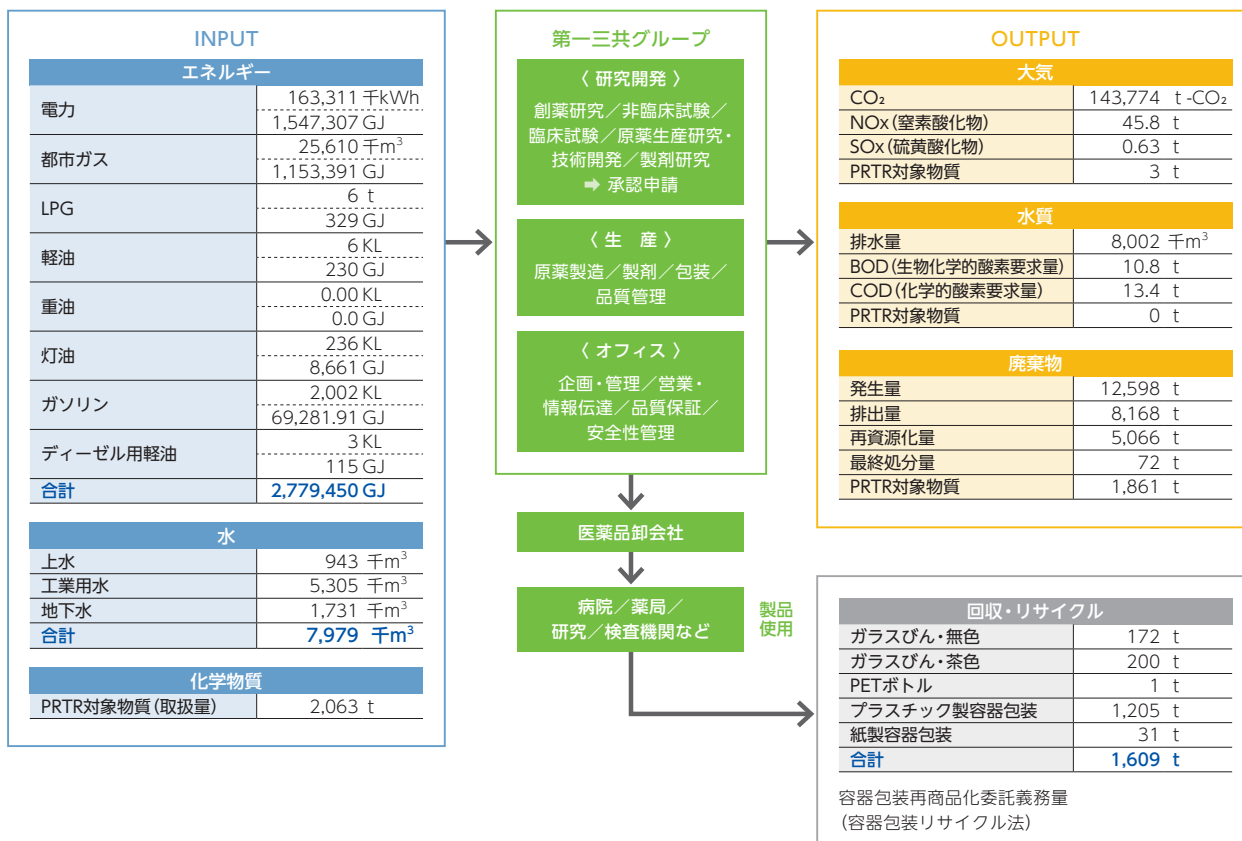 INPUT
エネルギー
電力 163,311 千kWh
1,547,307 GJ
都市ガス 25,610 千m³
1,153,391 GJ
LPG 6 t
329 GJ
軽油 6 KL
230 GJ
重油 0.00 KL
0.0 GJ
灯油 236 KL
8,661 GJ
ガソリン 2,002 KL
69,281.91 GJ
ディーゼル用軽油 3 KL
115 GJ
合計 2,779,450 GJ
水
上水 943 千m³
工業用水 5,305 千m³
地下水 1,731 千m³
合計 7,979 千m³
化学物質
PRTR対象物質(取扱量) 2,063 t
第一三共グループ
〈 研究開発 〉
創薬研究／非臨床試験／
臨床試験／原薬生産研究・
技術開発／製剤研究
➡ 承認申請
〈 生 産 〉
原薬製造／製剤／包装／
品質管理
〈 オフィス 〉
企画・管理／営業・
情報伝達／品質保証／
安全性管理
医薬品卸会社
病院／薬局／
研究／検査機関など
製品
使用
OUTPUT
大気
CO₂ 143,774 t -CO₂
NOx(窒素酸化物) 45.8 t
SOx(硫黄酸化物) 0.63 t
PRTR対象物質 3 t
水質
排水量 8,002 千m³
BOD(生物化学的酸素要求量) 10.8 t
COD(化学的酸素要求量) 13.4 t
PRTR対象物質 0 t
廃棄物
発生量 12,598 t
排出量 8,168 t
再資源化量 5,066 t
最終処分量 72 t
PRTR対象物質 1,861 t
回収・リサイクル
ガラスびん・無色 172 t
ガラスびん・茶色 200 t
PETボトル 1 t
プラスチック製容器包装 1,205 t
紙製容器包装 31 t
合計 1,609 t
容器包装再商品化委託義務量
(容器包装リサイクル法)